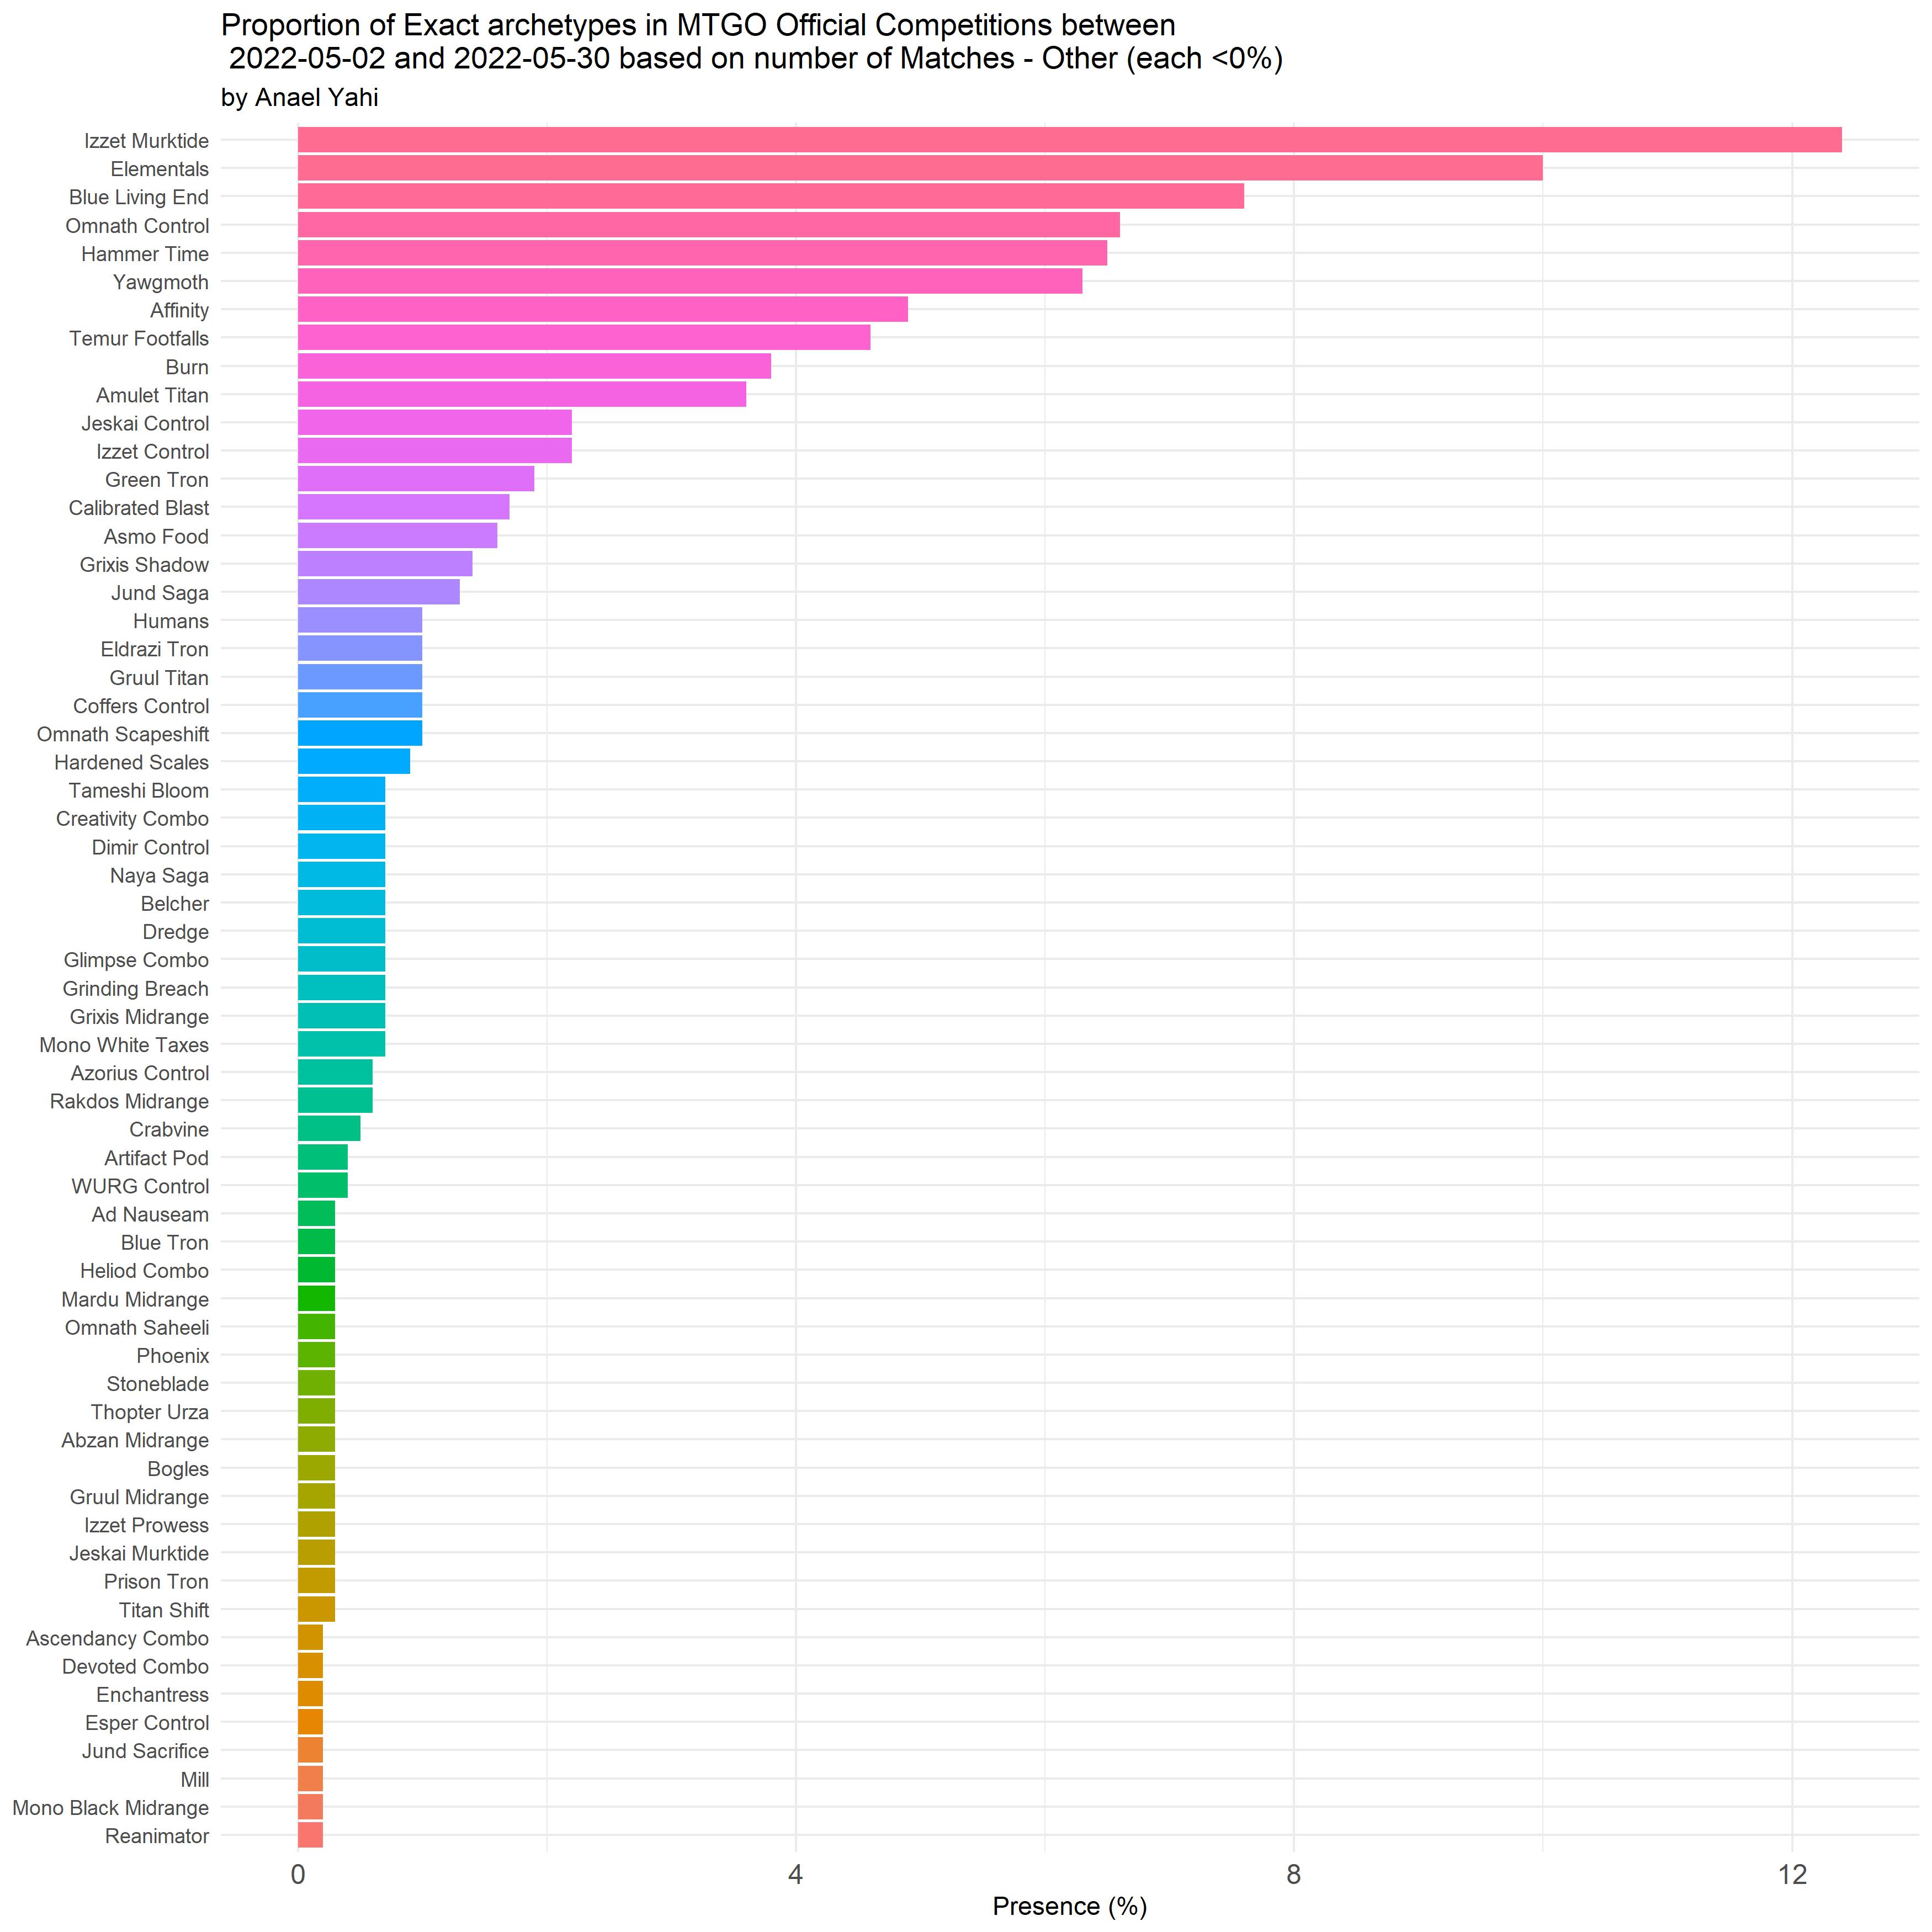 Proportion of Exact archetypes in MTGO Official Competitions between
2022-05-02 and 2022-05-30 based on number of Matches - Other (each <0%)
by Anael Yahi
Izzet Murktide
Elementals
Blue Living End
Omnath Control
Hammer Time
Yawgmoth
Affinity
Temur Footfalls
Burn
Amulet Titan
Jeskai Control
Izzet Control
Green Tron
Calibrated Blast
Asmo Food
Grixis Shadow
Jund Saga
Humans
Eldrazi Tron
Gruul Titan
Coffers Control
Omnath Scapeshift
Hardened Scales
Tameshi Bloom
Creativity Combo
Dimir Control
Naya Saga
Belcher
Dredge
Glimpse Combo
Grinding Breach
Grixis Midrange
Mono White Taxes
Azorius Control
Rakdos Midrange
Crabvine
Artifact Pod
WURG Control
Ad Nauseam
Blue Tron
Heliod Combo
Mardu Midrange
Omnath Saheeli
Phoenix
Stoneblade
Thopter Urza
Abzan Midrange
Bogles
Gruul Midrange
Izzet Prowess
Jeskai Murktide
Prison Tron
Titan Shift
Ascendancy Combo
Devoted Combo
Enchantress
Esper Control
Jund Sacrifice
Mill
Mono Black Midrange
Reanimator
0 4 8 12
Presence (%)